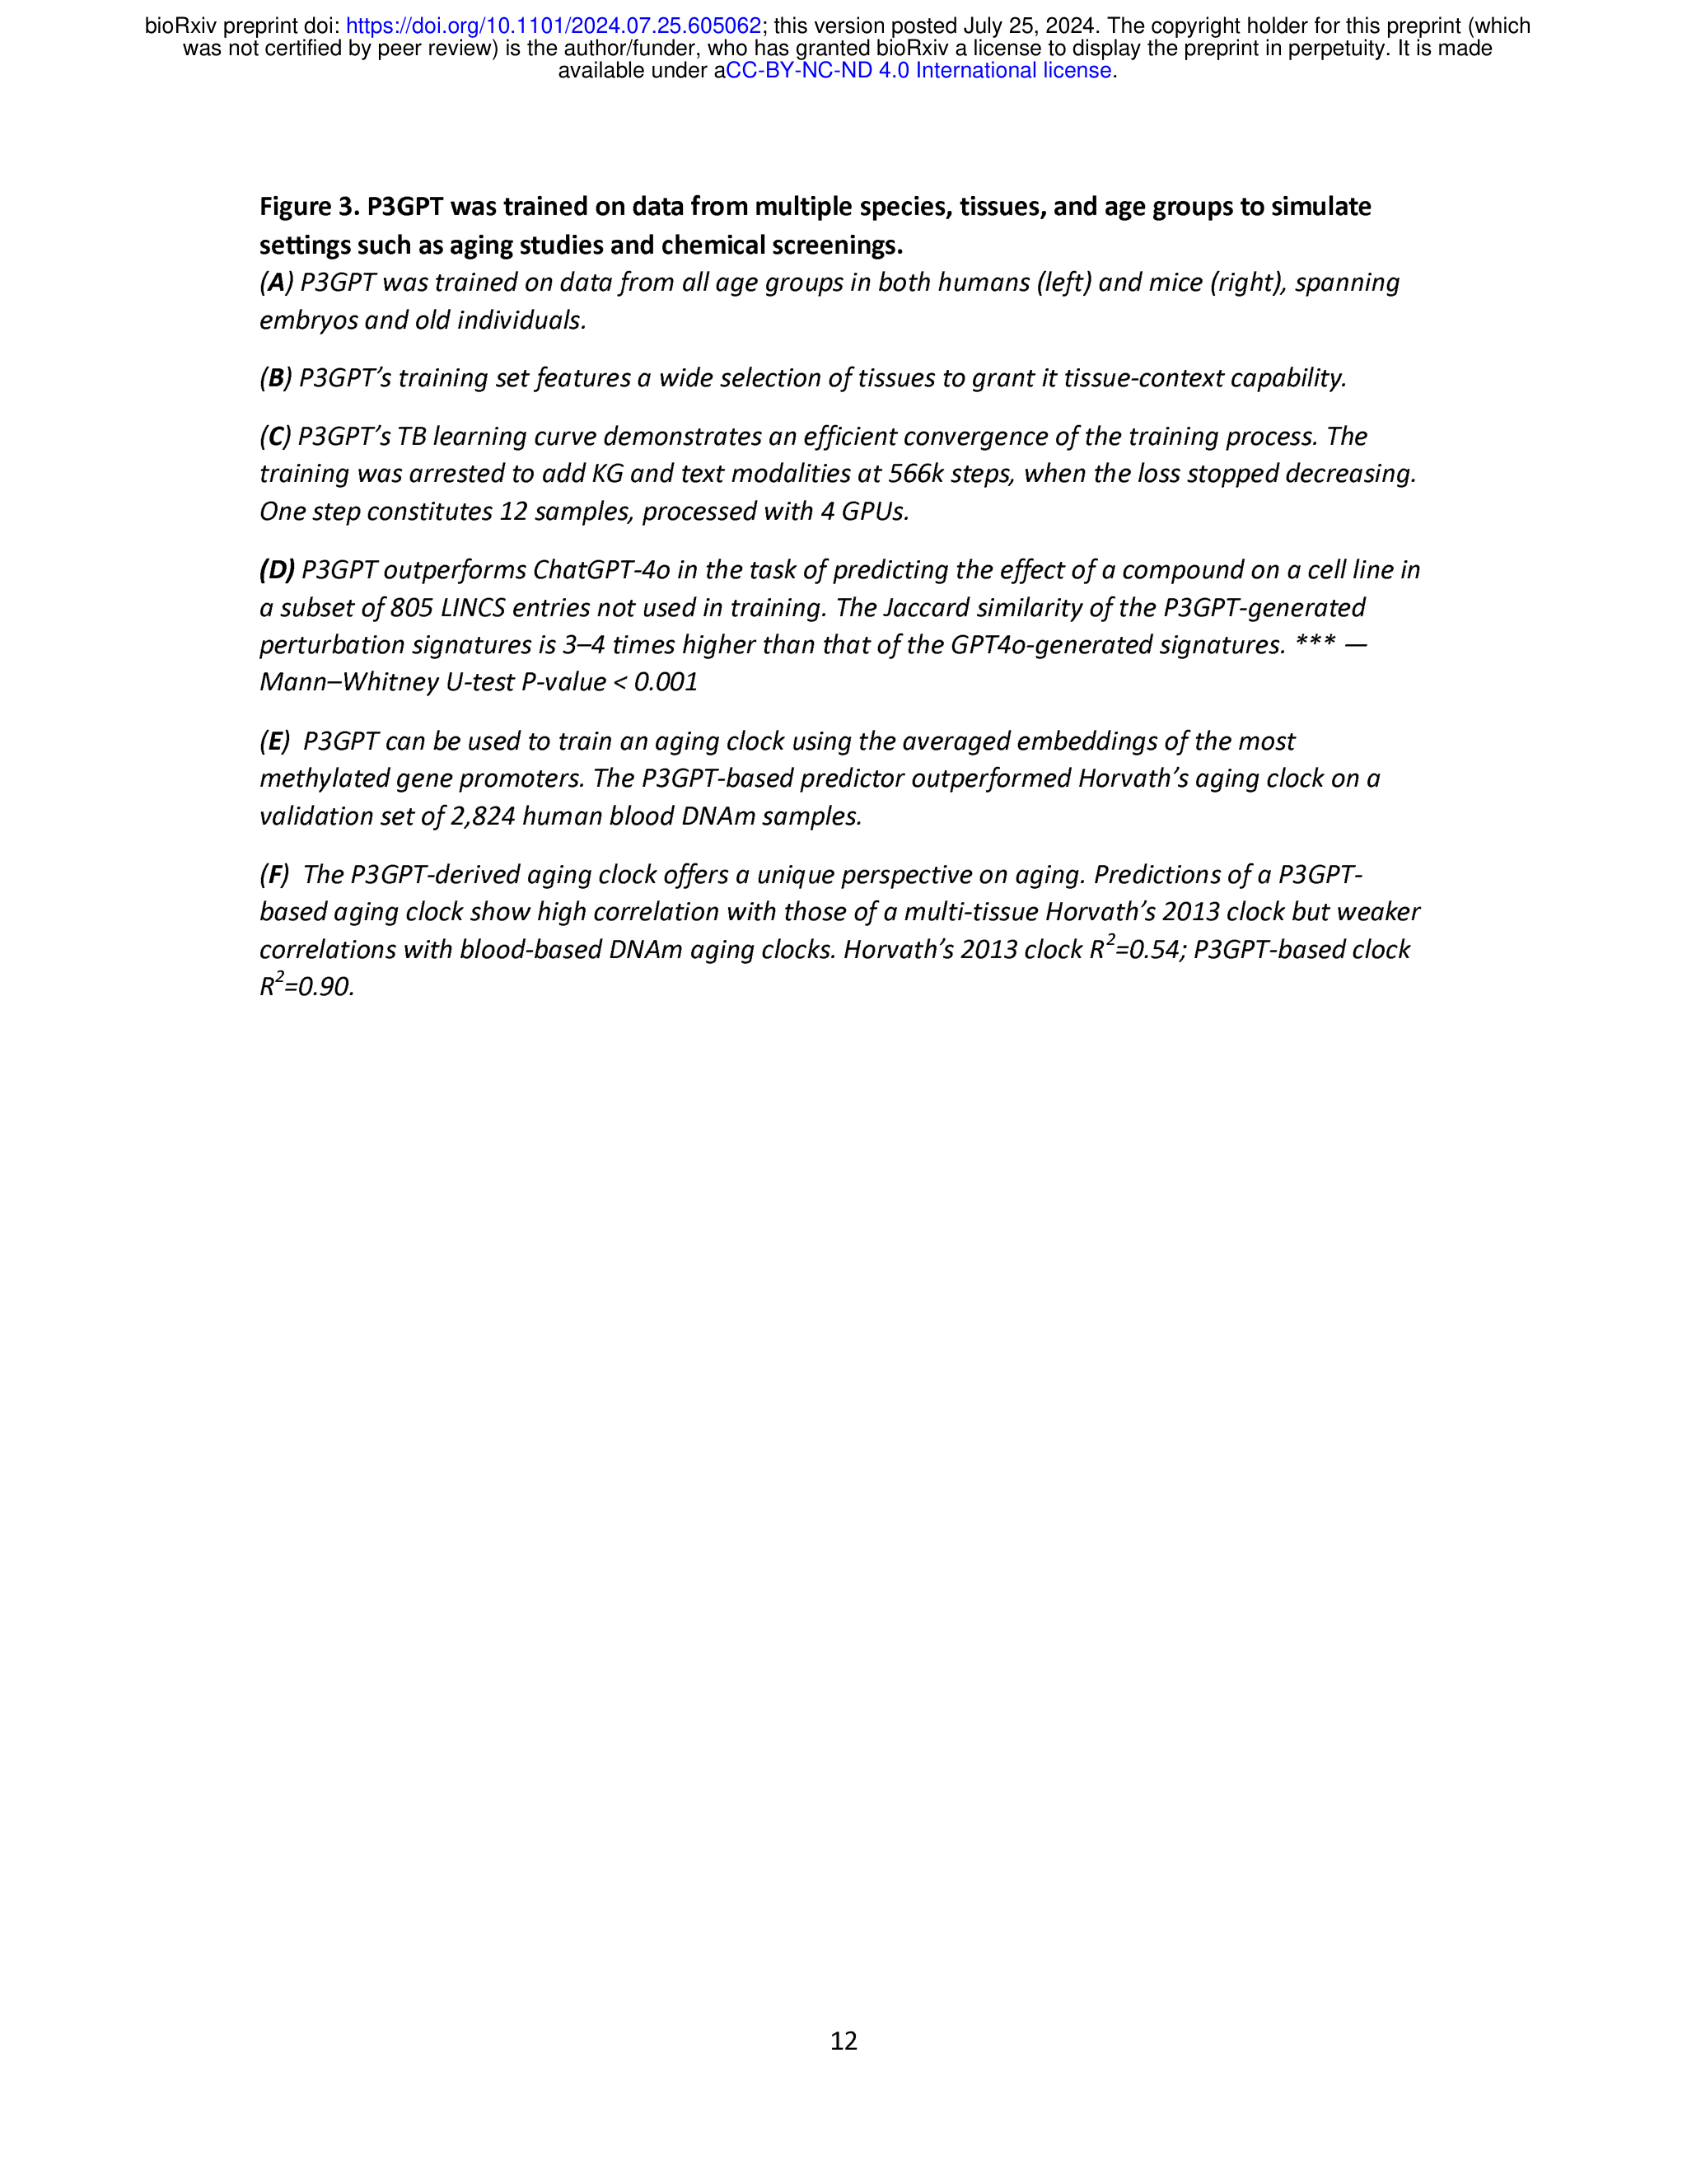 bioRxiv preprint doi: https://doi.org/10.1101/2024.07.25.605062; this version posted July 25, 2024. The copyright holder for this preprint (which
was not certified by peer review) is the author/funder, who has granted bioRxiv a license to display the preprint in perpetuity. It is made
available under aCC-BY-NC-ND 4.0 International license.
Figure 3. P3GPT was trained on data from multiple species, tissues, and age groups to simulate
settings such as aging studies and chemical screenings.
(A) P3GPT was trained on data from all age groups in both humans (left) and mice (right), spanning
embryos and old individuals.
(B) P3GPT’s training set features a wide selection of tissues to grant it tissue-context capability.
(C) P3GPT’s TB learning curve demonstrates an efficient convergence of the training process. The
training was arrested to add KG and text modalities at 566k steps, when the loss stopped decreasing.
One step constitutes 12 samples, processed with 4 GPUs.
(D) P3GPT outperforms ChatGPT-4o in the task of predicting the effect of a compound on a cell line in
a subset of 805 LINCS entries not used in training. The Jaccard similarity of the P3GPT-generated
perturbation signatures is 3–4 times higher than that of the GPT4o-generated signatures. *** —
Mann–Whitney U-test P-value < 0.001
(E) P3GPT can be used to train an aging clock using the averaged embeddings of the most
methylated gene promoters. The P3GPT-based predictor outperformed Horvath’s aging clock on a
validation set of 2,824 human blood DNAm samples.
(F) The P3GPT-derived aging clock offers a unique perspective on aging. Predictions of a P3GPT-
based aging clock show high correlation with those of a multi-tissue Horvath’s 2013 clock but weaker
correlations with blood-based DNAm aging clocks. Horvath’s 2013 clock R²=0.54; P3GPT-based clock
R²=0.90.
12